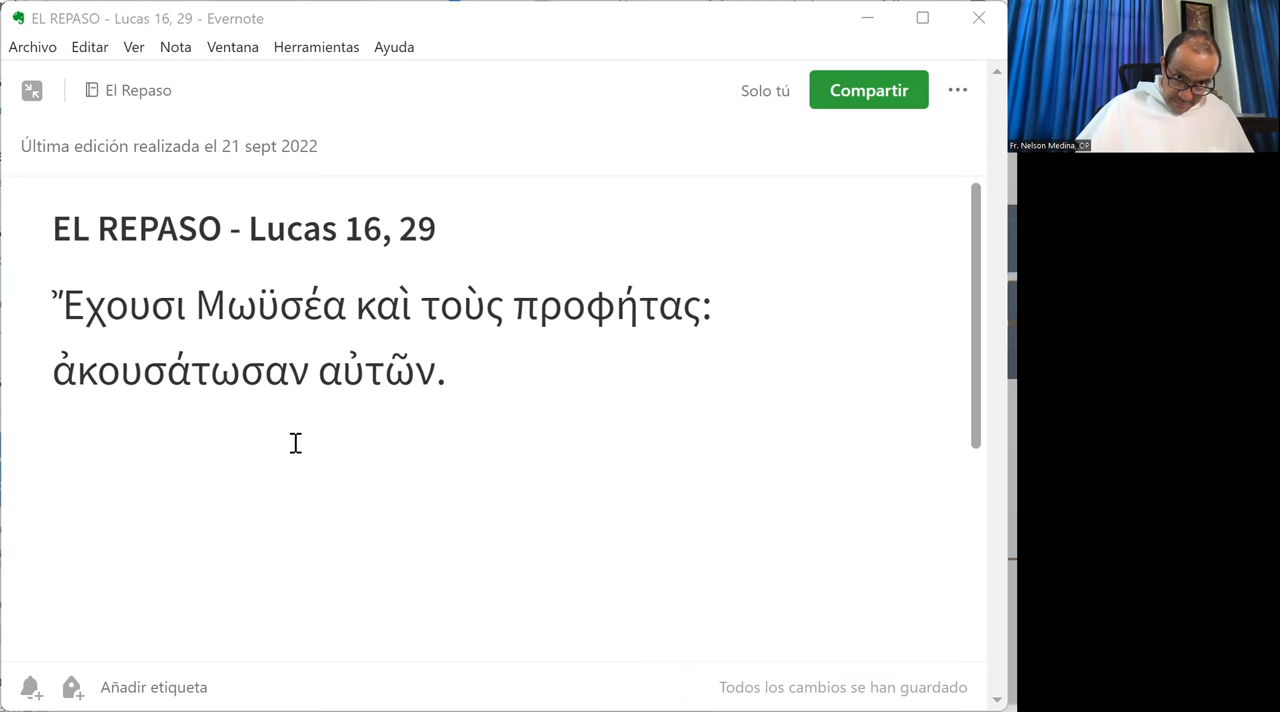 EL REPASO - Lucas 16, 29 - Evernote
Archivo Editar Ver Nota Ventana Herramientas Ayuda
El Repaso Solo tú Compartir
Última edición realizada el 21 sept 2022
EL REPASO - Lucas 16, 29
Ἔχουσι Μωϋσέα καὶ τοὺς προφήτας:
ἀκουσάτωσαν αὐτῶν.
Añadir etiqueta Todos los cambios se han guardado
Fr. Nelson Medina, OP